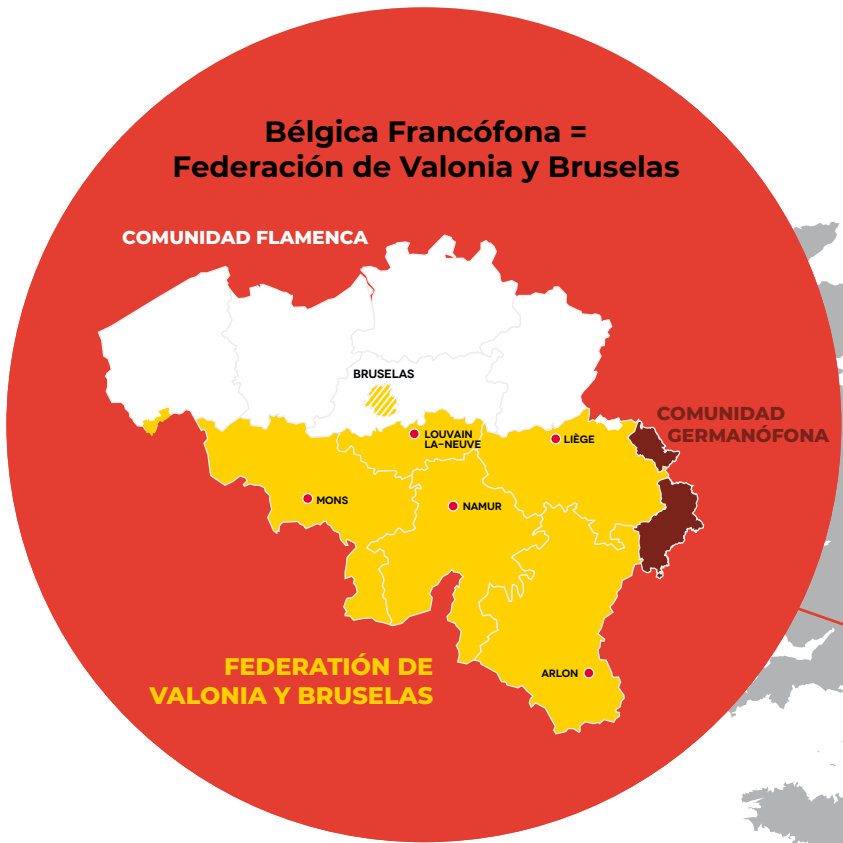 Bélgica Francófona =
Federación de Valonia y Bruselas
COMUNIDAD FLAMENCA
BRUSELAS
COMUNIDAD
GERMANÓFONA
LOUVAIN
LA-NEUVE
LIÈGE
MONS
NAMUR
FEDERATIÓN DE
VALONIA Y BRUSELAS
ARLON